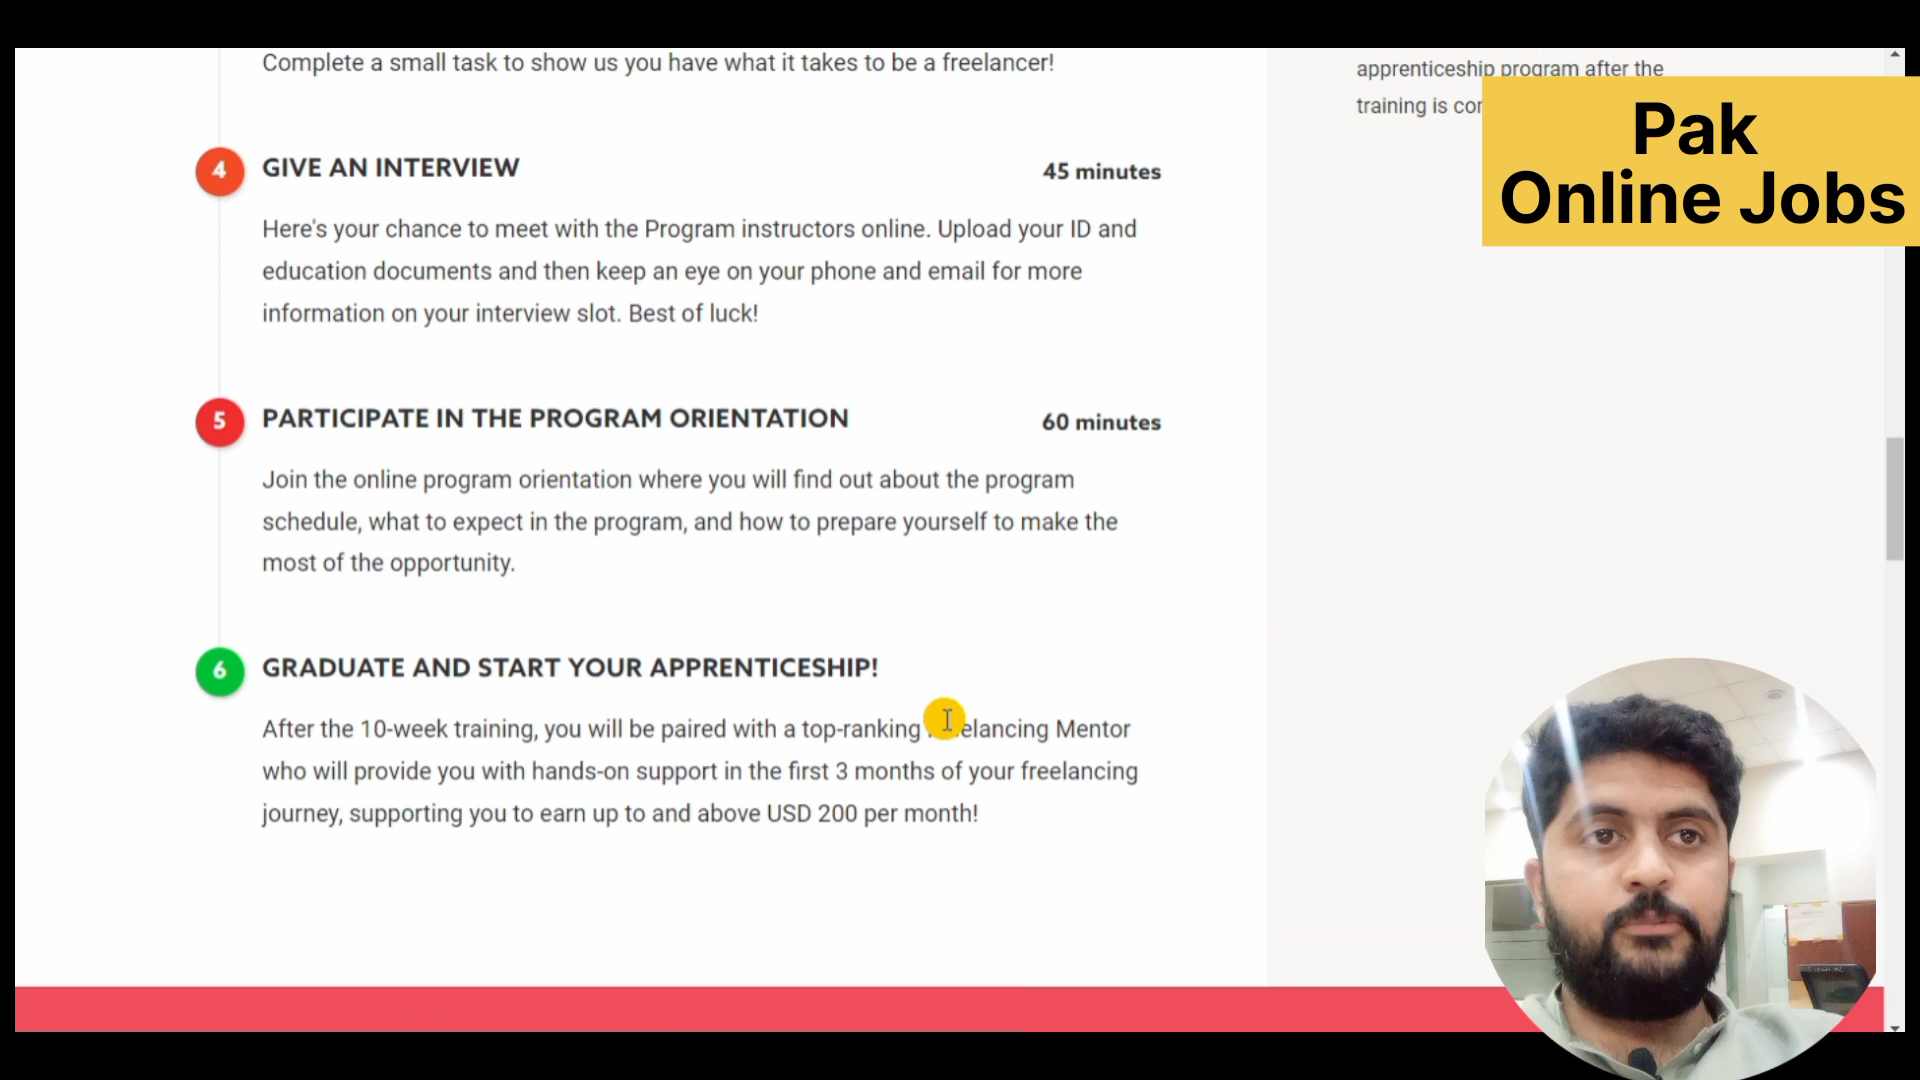 Complete a small task to show us you have what it takes to be a freelancer!
4 GIVE AN INTERVIEW 45 minutes
Here's your chance to meet with the Program instructors online. Upload your ID and
education documents and then keep an eye on your phone and email for more
information on your interview slot. Best of luck!
5 PARTICIPATE IN THE PROGRAM ORIENTATION 60 minutes
Join the online program orientation where you will find out about the program
schedule, what to expect in the program, and how to prepare yourself to make the
most of the opportunity.
6 GRADUATE AND START YOUR APPRENTICESHIP!
After the 10-week training, you will be paired with a top-ranking Mentor
who will provide you with hands-on support in the first 3 months of your freelancing
journey, supporting you to earn up to and above USD 200 per month!
apprenticeship program after the
training is
Pak
Online Jobs